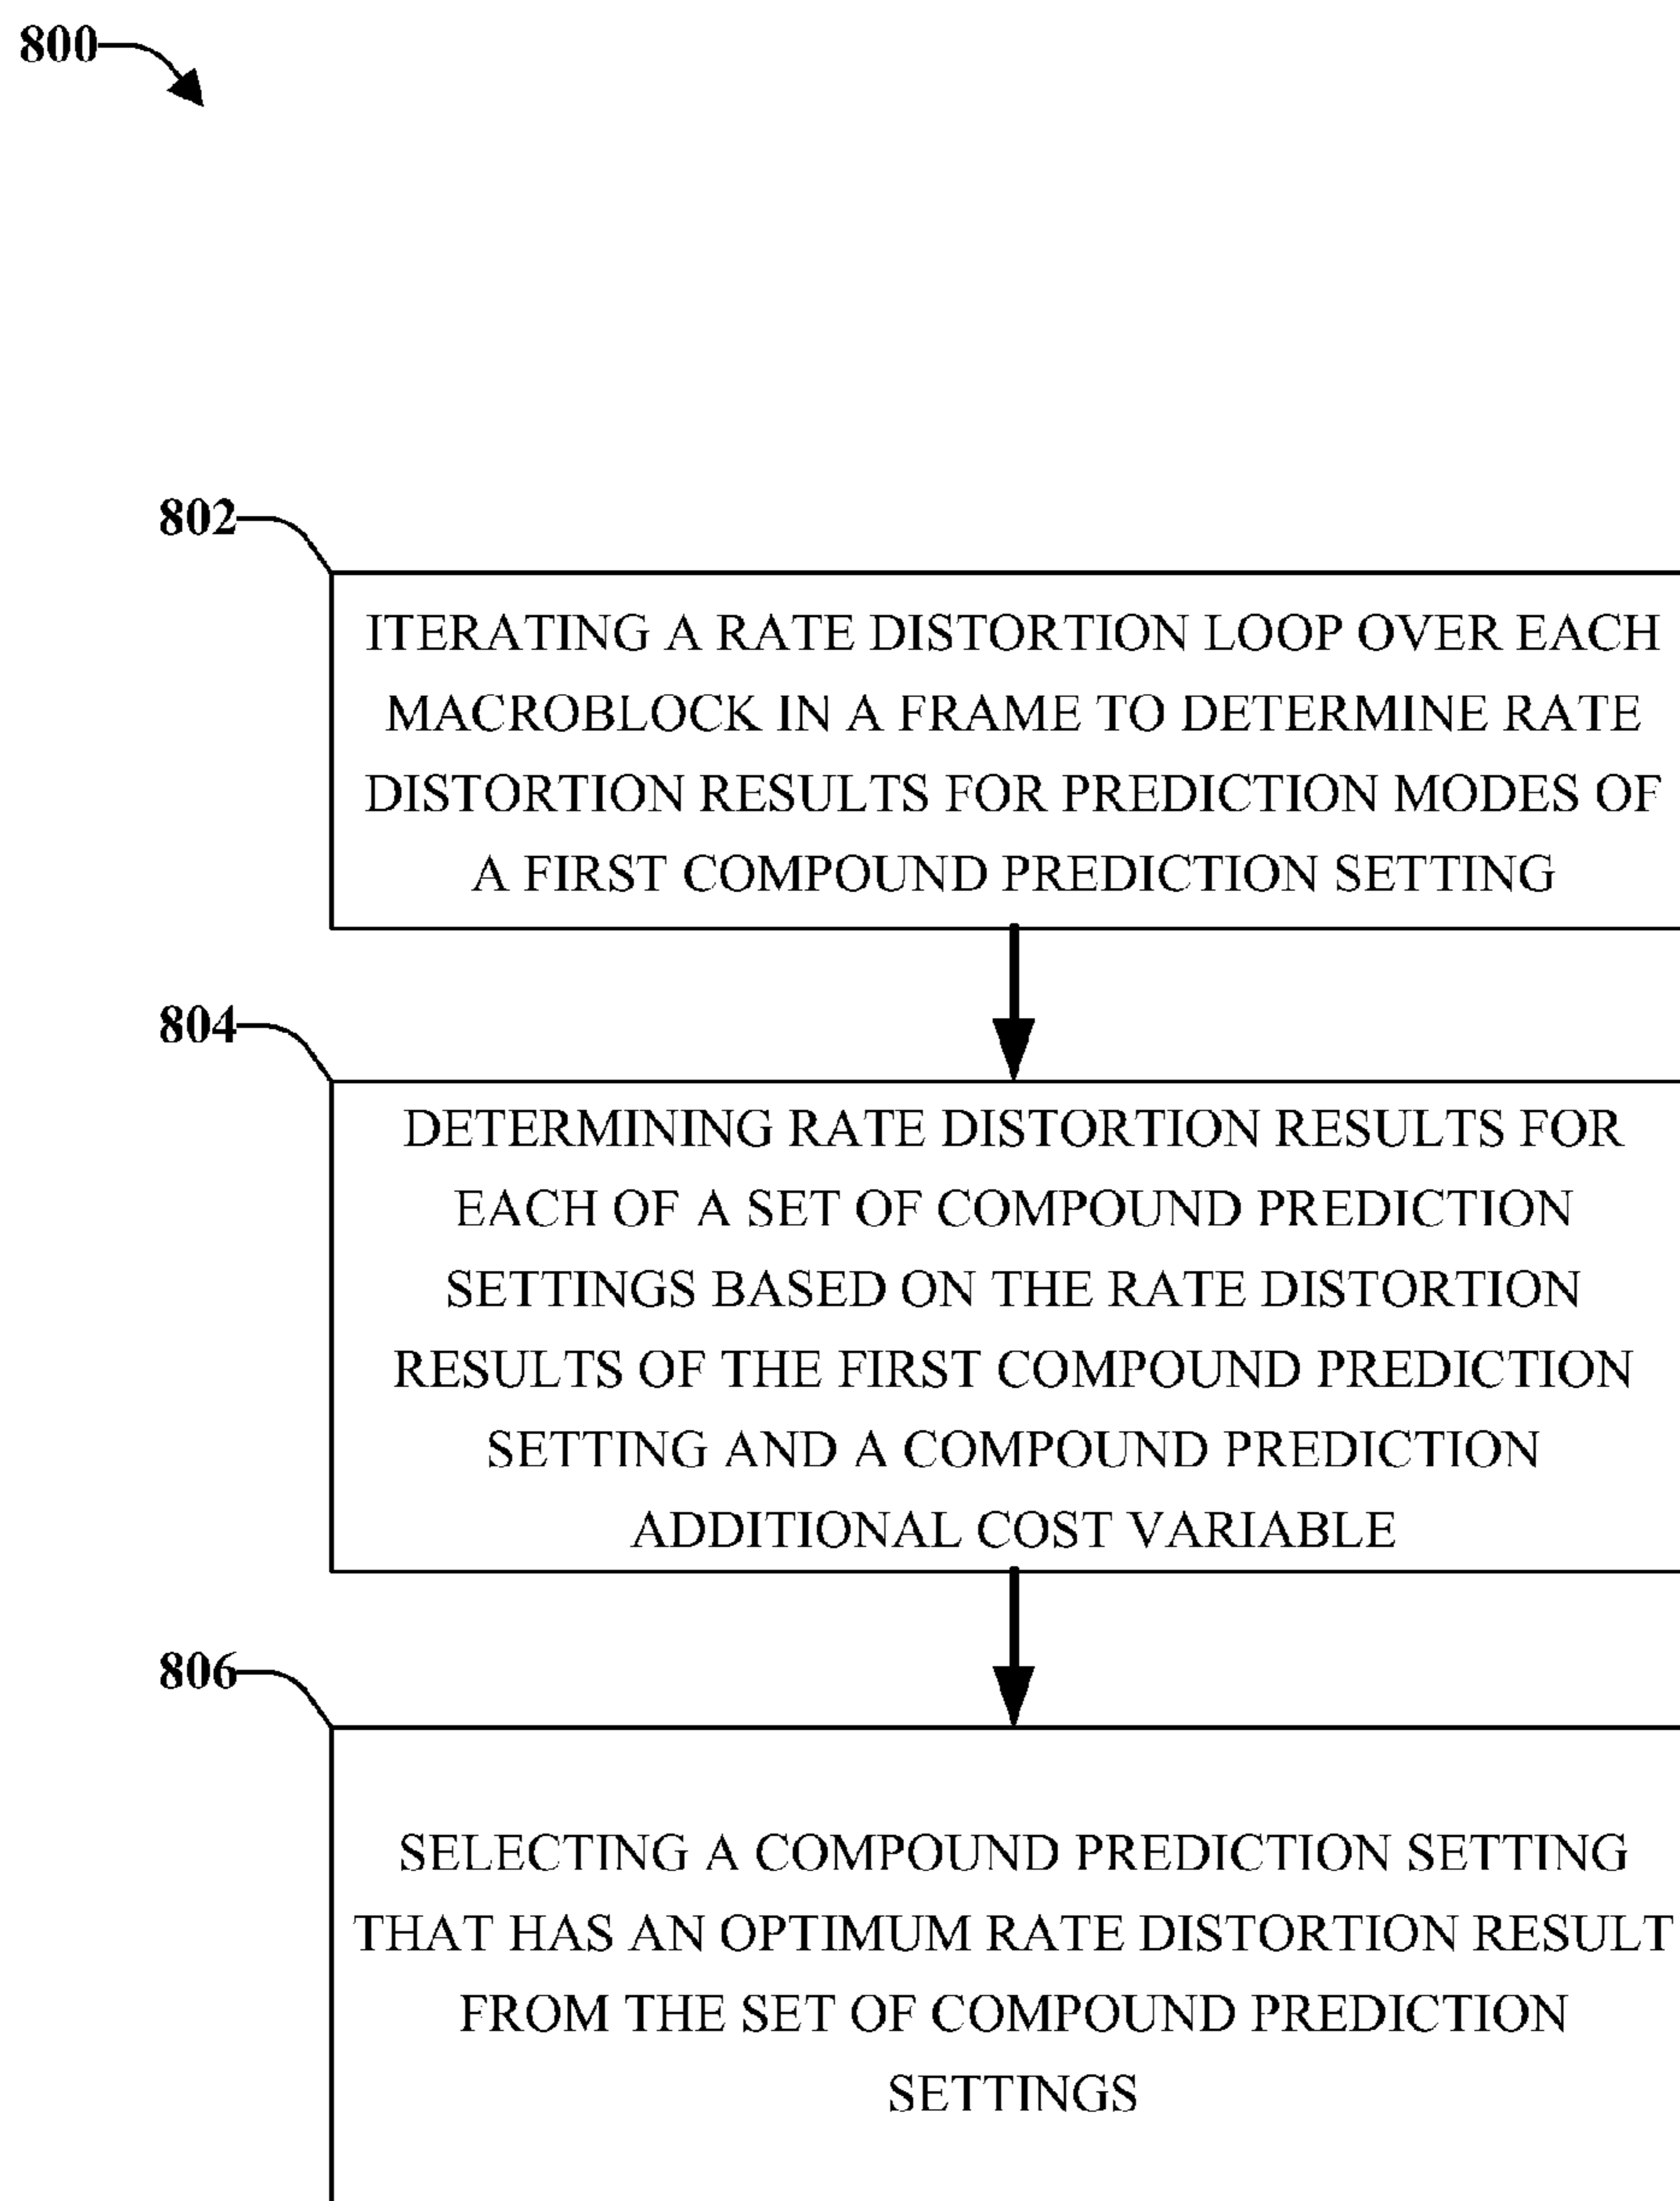 800
802
ITERATING A RATE DISTORTION LOOP OVER EACH
MACROBLOCK IN A FRAME TO DETERMINE RATE
DISTORTION RESULTS FOR PREDICTION MODES OF
A FIRST COMPOUND PREDICTION SETTING
804
DETERMINING RATE DISTORTION RESULTS FOR
EACH OF A SET OF COMPOUND PREDICTION
SETTINGS BASED ON THE RATE DISTORTION
RESULTS OF THE FIRST COMPOUND PREDICTION
SETTING AND A COMPOUND PREDICTION
ADDITIONAL COST VARIABLE
806
SELECTING A COMPOUND PREDICTION SETTING
THAT HAS AN OPTIMUM RATE DISTORTION RESULT
FROM THE SET OF COMPOUND PREDICTION
SETTINGS